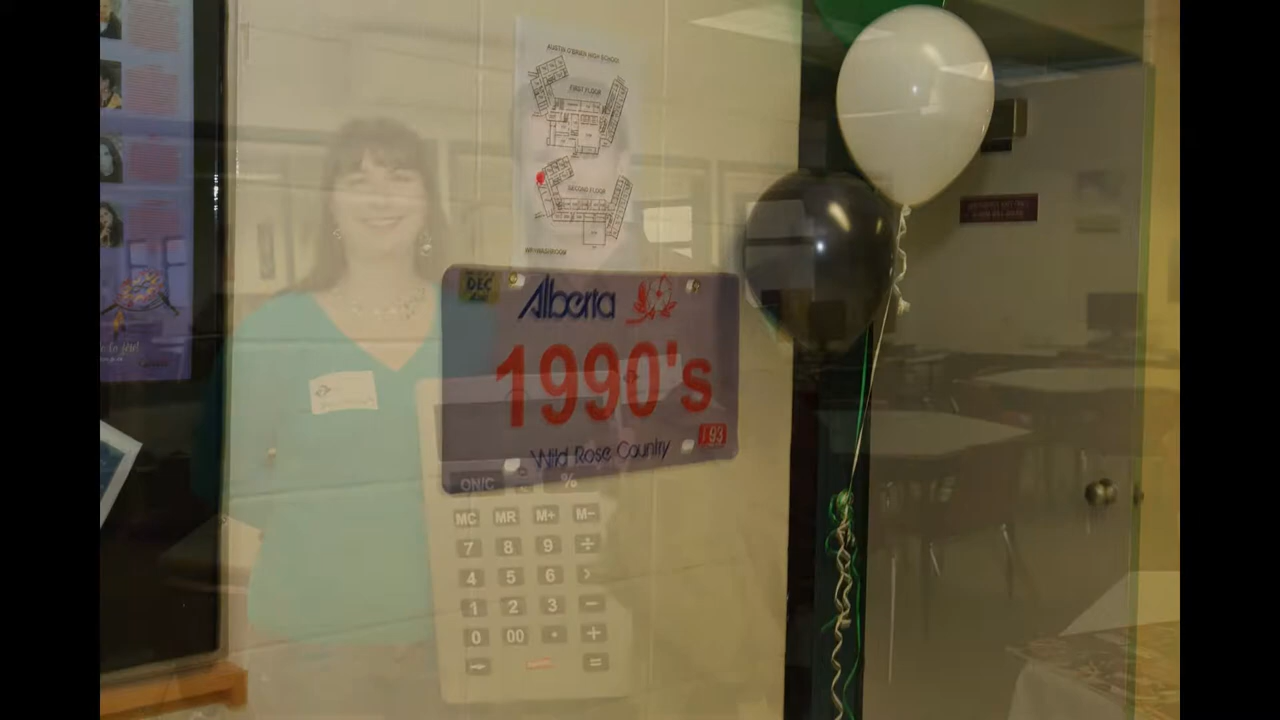 AUSTIN O'BRIEN HIGH SCHOOL
FIRST FLOOR
SECOND FLOOR
DEC
Alberta
1990's
93
Wild Rose Country
ON/C %
MC MR M+ M-
7 8 9 ÷
4 5 6
1 2 3 -
0 00 . +
=